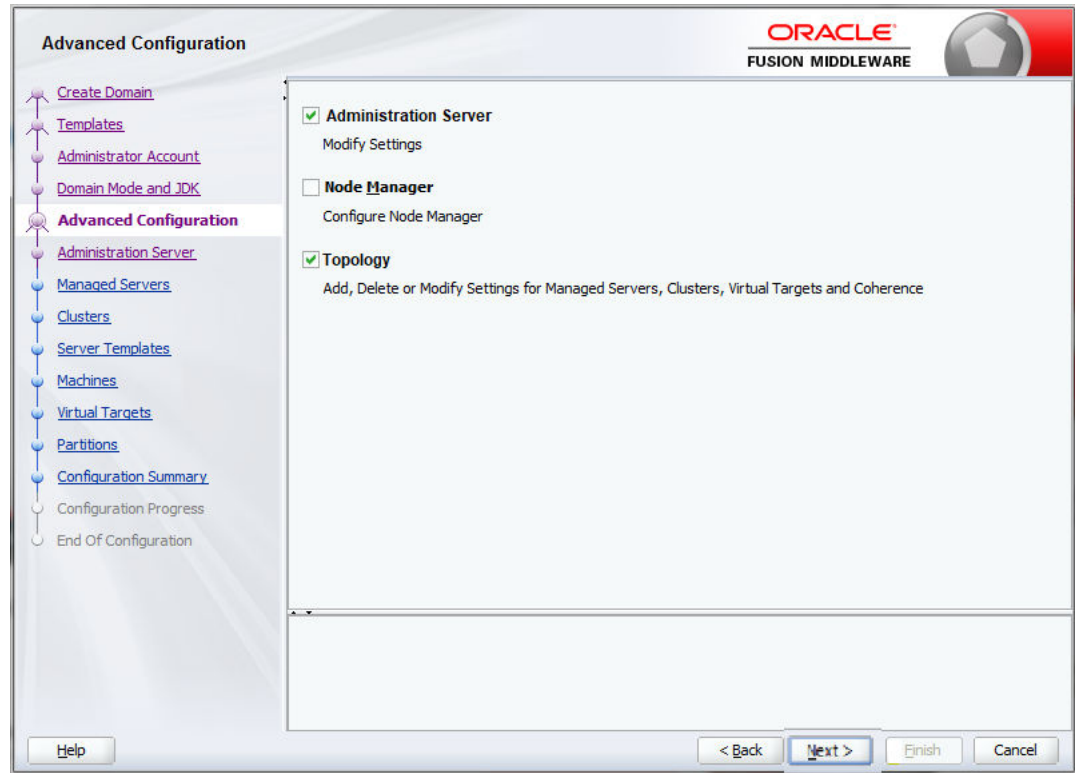 Advanced Configuration
ORACLE
FUSION MIDDLEWARE
Create Domain
Templates
Administrator Account
Domain Mode and JDK
Advanced Configuration
Administration Server
Managed Servers
Clusters
Server Templates
Machines
Virtual Targets
Partitions
Configuration Summary
Configuration Progress
End Of Configuration
Administration Server
Modify Settings
Node Manager
Configure Node Manager
Topology
Add, Delete or Modify Settings for Managed Servers, Clusters, Virtual Targets and Coherence
Help
< Back
Next >
Finish
Cancel